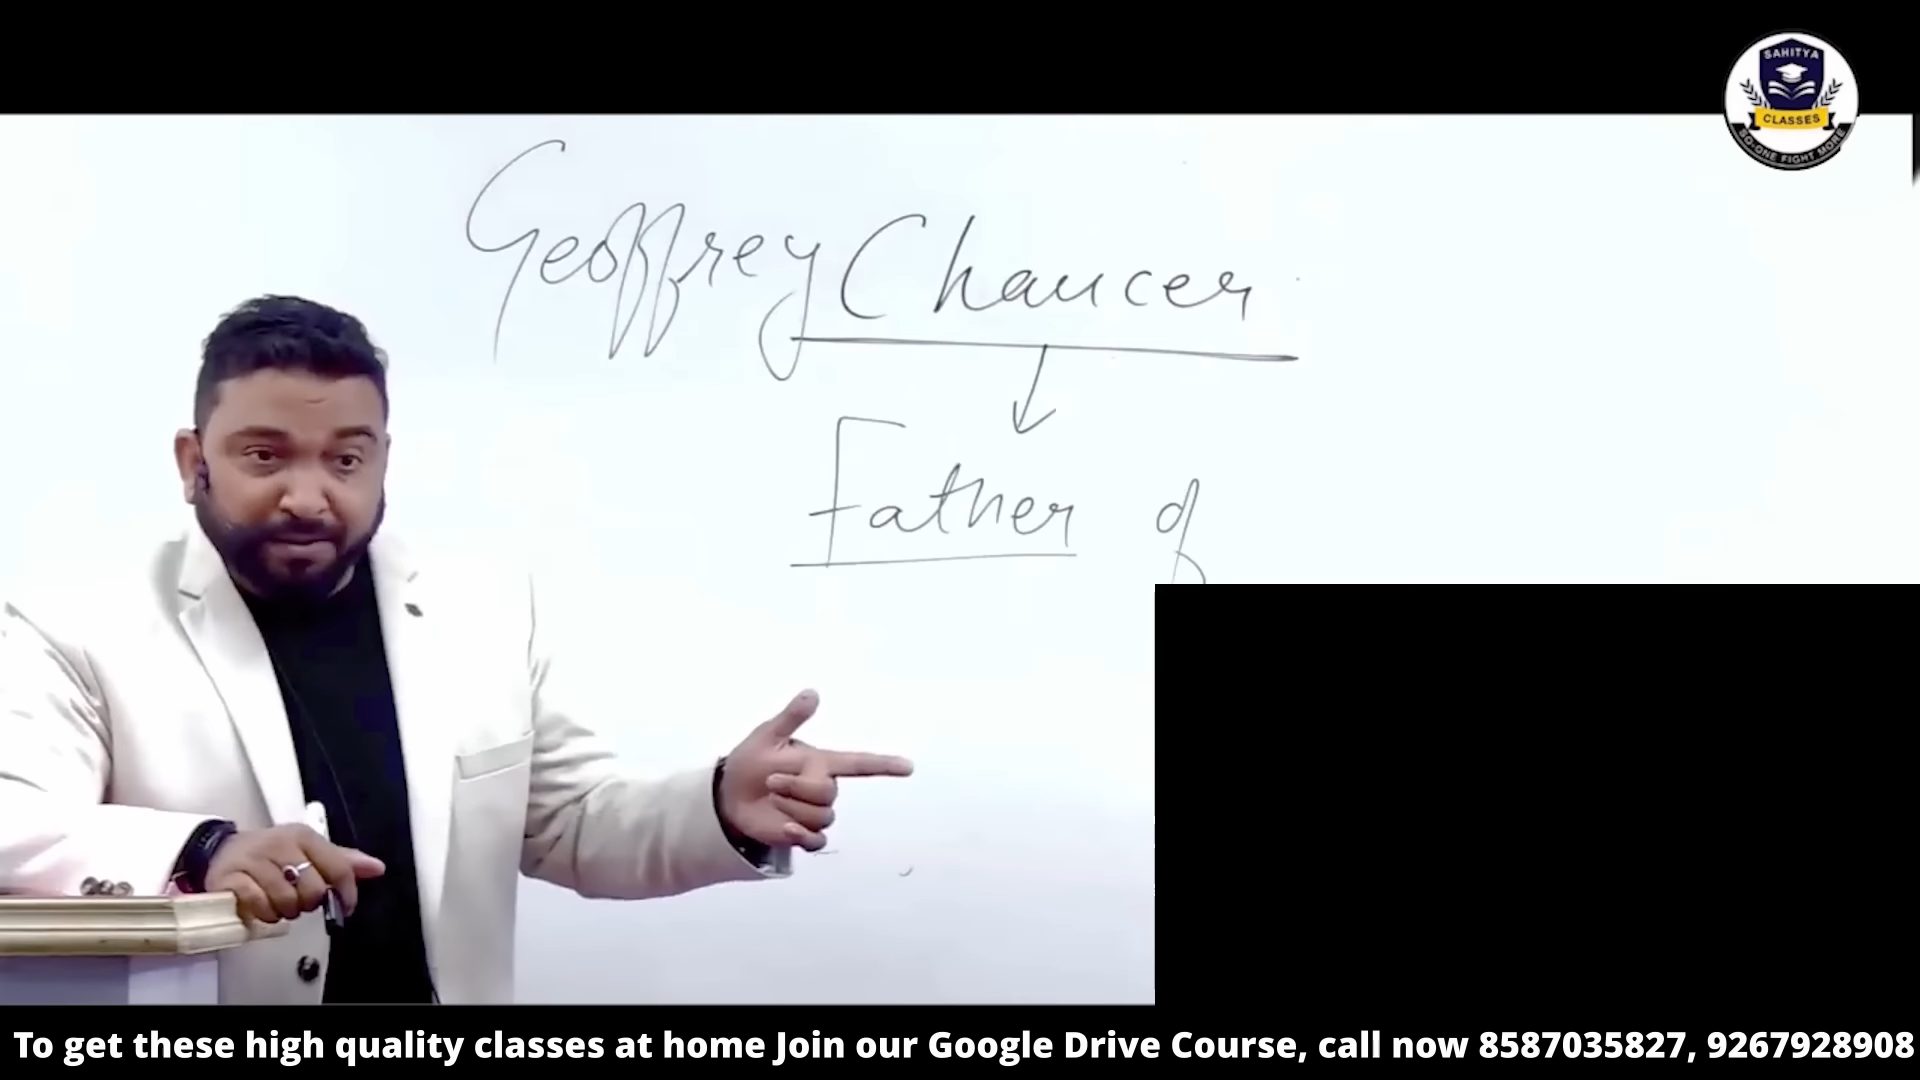 SAHITYA
CLASSES
Geoffrey Chaucer
Father of
To get these high quality classes at home Join our Google Drive Course, call now 8587035827, 9267928908